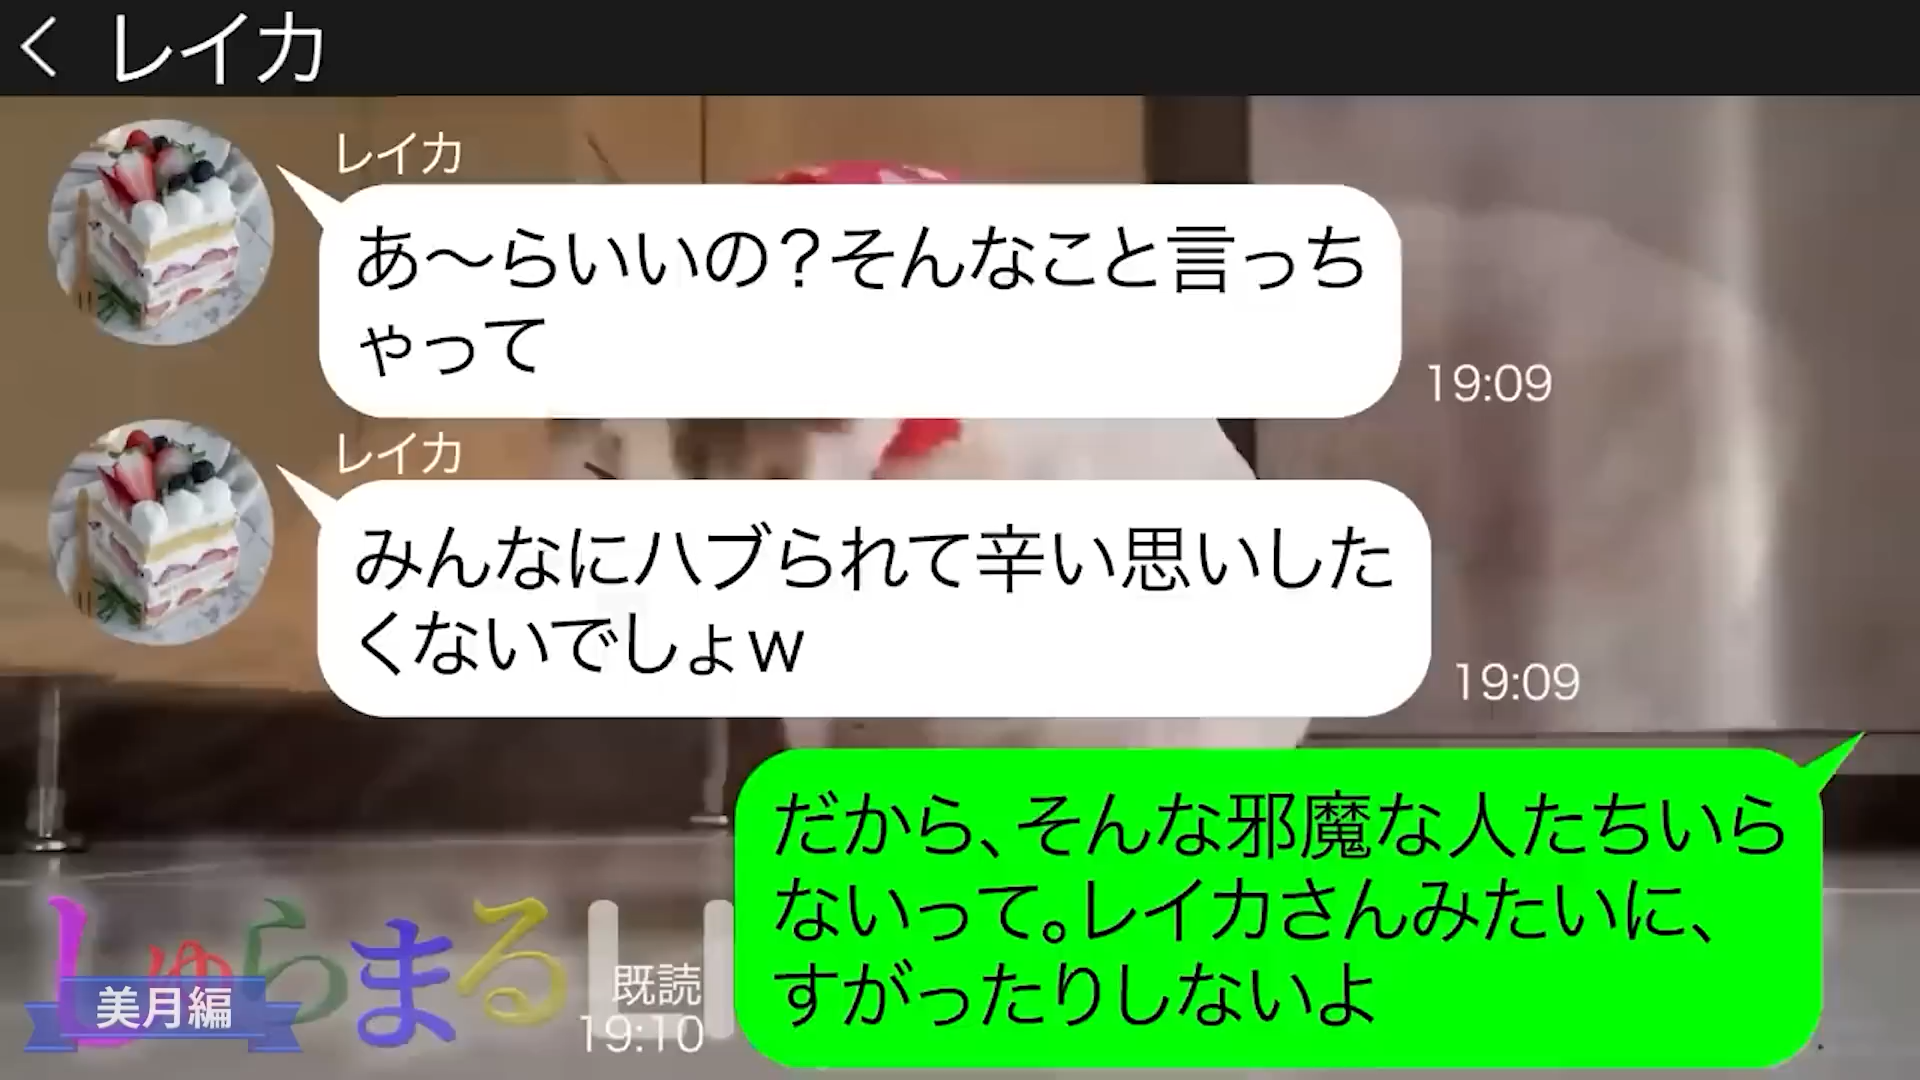 レイカ
レイカ
あ〜らいいの?そんなこと言っち
ゃって
19:09
レイカ
みんなにハブられて辛い思いした
くないでしょw
19:09
だから、そんな邪魔な人たちいら
ないって。レイカさんみたいに、
すがったりしないよ
既読
19:10
しゅらまる
美月編